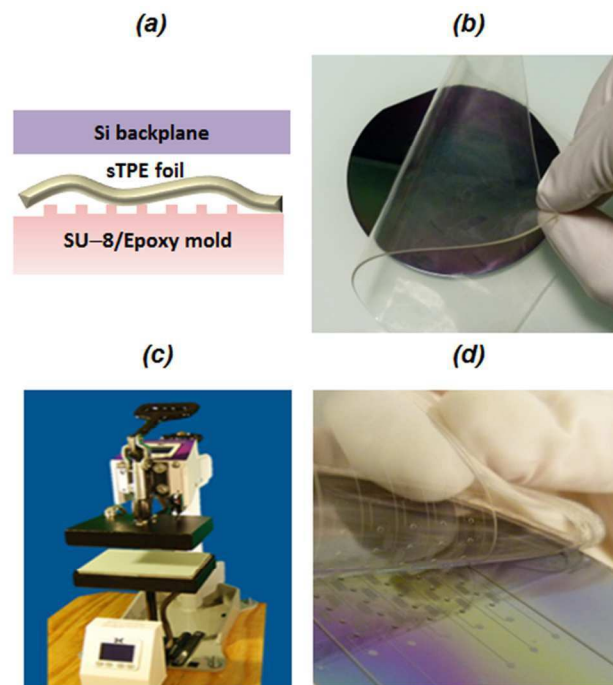 (a)
(b)
Si backplane
sTPE foil
SU–8/Epoxy mold
(c)
(d)